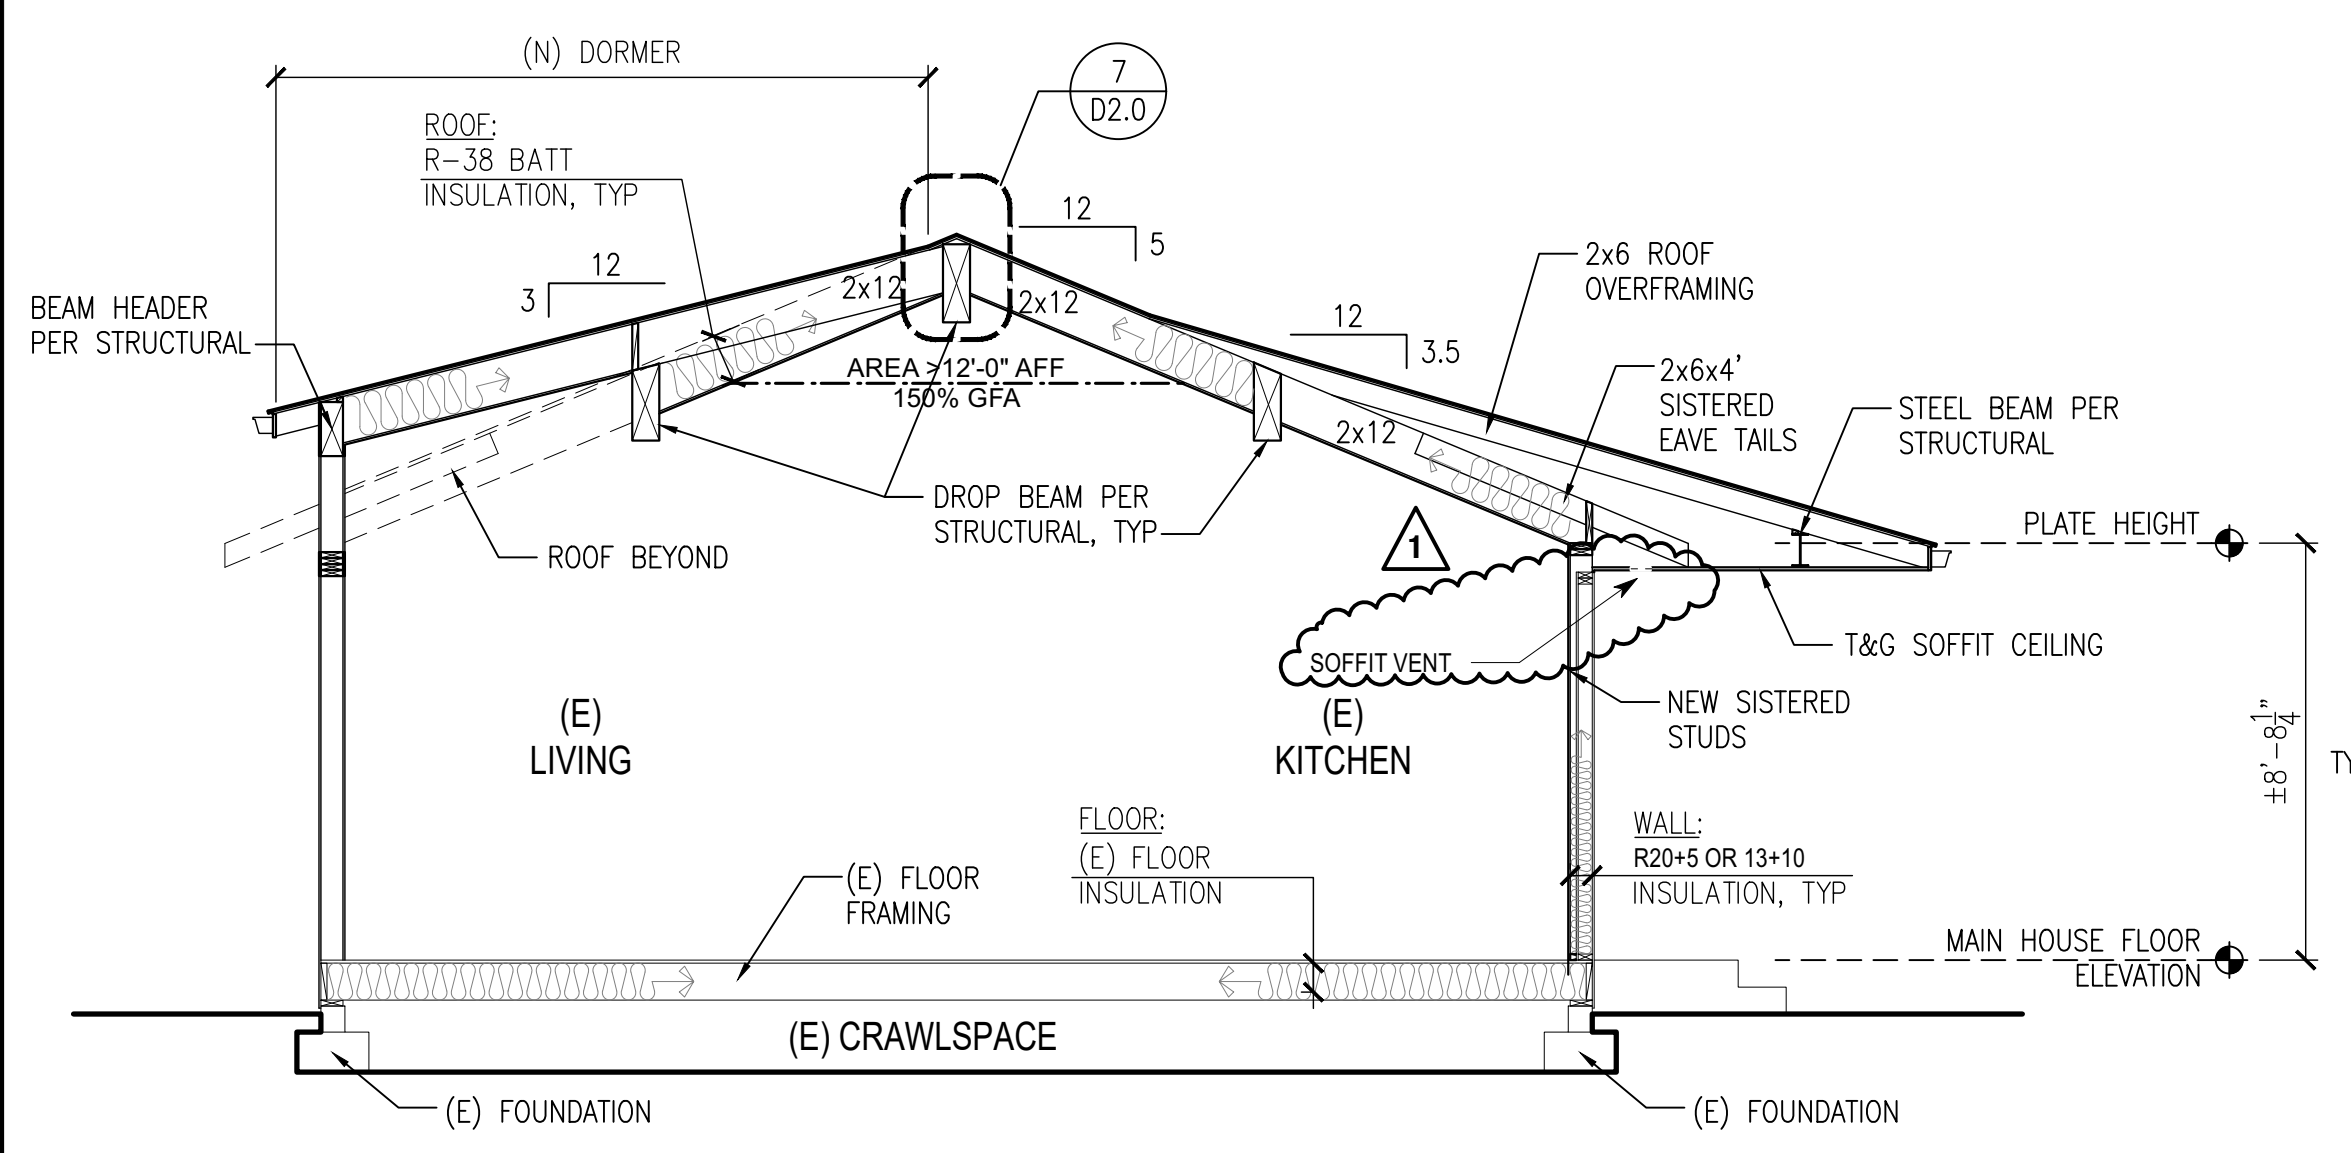 (N) DORMER
7
D2.0
ROOF:
R-38 BATT
INSULATION, TYP
12
5
12
3
2x12
2x12
2x6 ROOF
OVERFRAMING
BEAM HEADER
PER STRUCTURAL
12
3.5
AREA >12'-0" AFF
150% GFA
2x6x4'
SISTERED
EAVE TAILS
2x12
STEEL BEAM PER
STRUCTURAL
DROP BEAM PER
STRUCTURAL, TYP
PLATE HEIGHT
ROOF BEYOND
1
T&G SOFFIT CEILING
SOFFIT VENT
NEW SISTERED
STUDS
(E)
LIVING
(E)
KITCHEN
±8'-8 1/4"
TY
FLOOR:
(E) FLOOR
INSULATION
WALL:
R20+5 OR 13+10
INSULATION, TYP
(E) FLOOR
FRAMING
MAIN HOUSE FLOOR
ELEVATION
(E) CRAWLSPACE
(E) FOUNDATION
(E) FOUNDATION